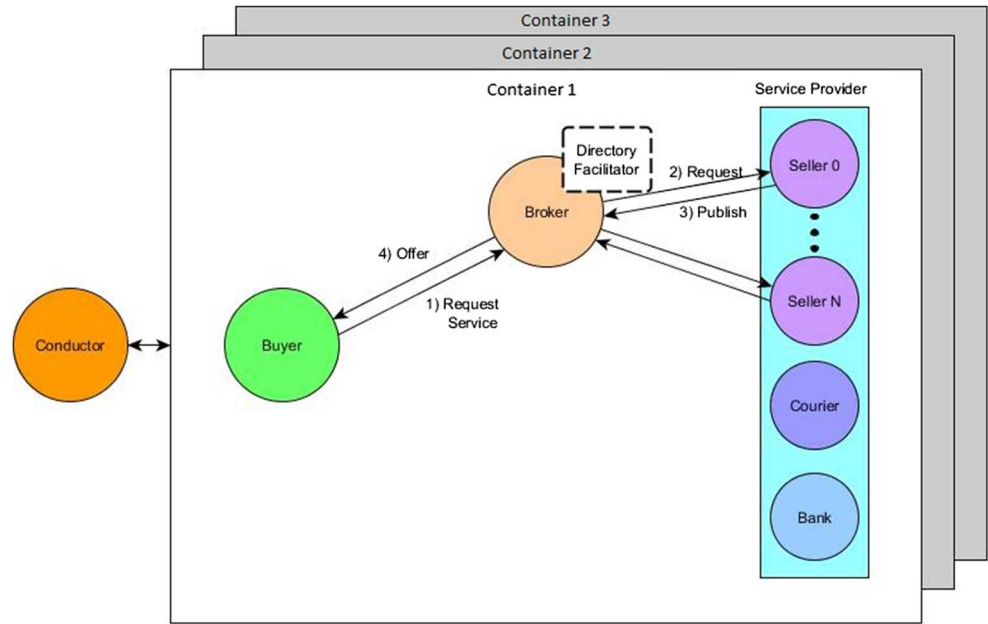 Container 3
Container 2
Container 1
Service Provider
Directory
Facilitator
Seller 0
2) Request
Broker
3) Publish
4) Offer
1) Request
Service
Seller N
Conductor
Buyer
Courier
Bank